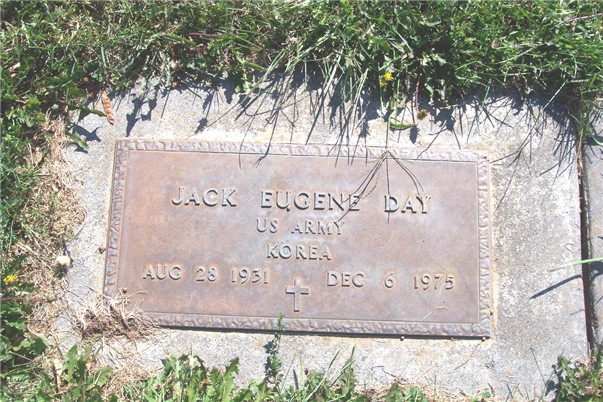 JACK EUGENE DAY
US ARMY
KOREA
AUG 28 1931 DEC 6 1975